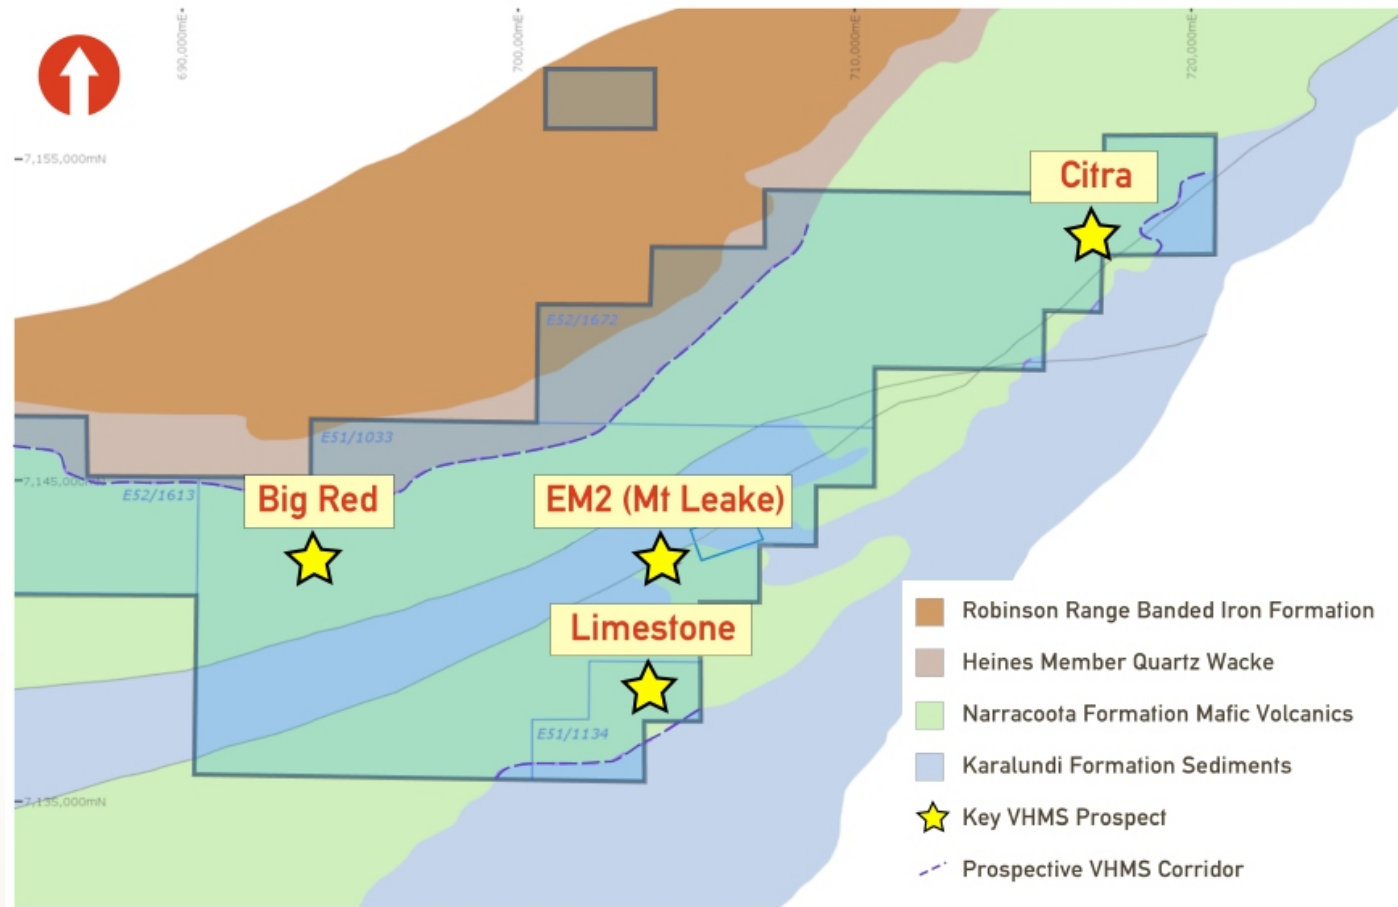 690,000mE
700,00mE
710,000mE
720,000mE
7,155,000mN
Citra
E52/1672
E51/1033
7,145,000mN
E52/1613
Big Red
EM2 (Mt Leake)
Limestone
E51/1134
7,135,000mN
Robinson Range Banded Iron Formation
Heines Member Quartz Wacke
Narracoota Formation Mafic Volcanics
Karalundi Formation Sediments
Key VHMS Prospect
Prospective VHMS Corridor